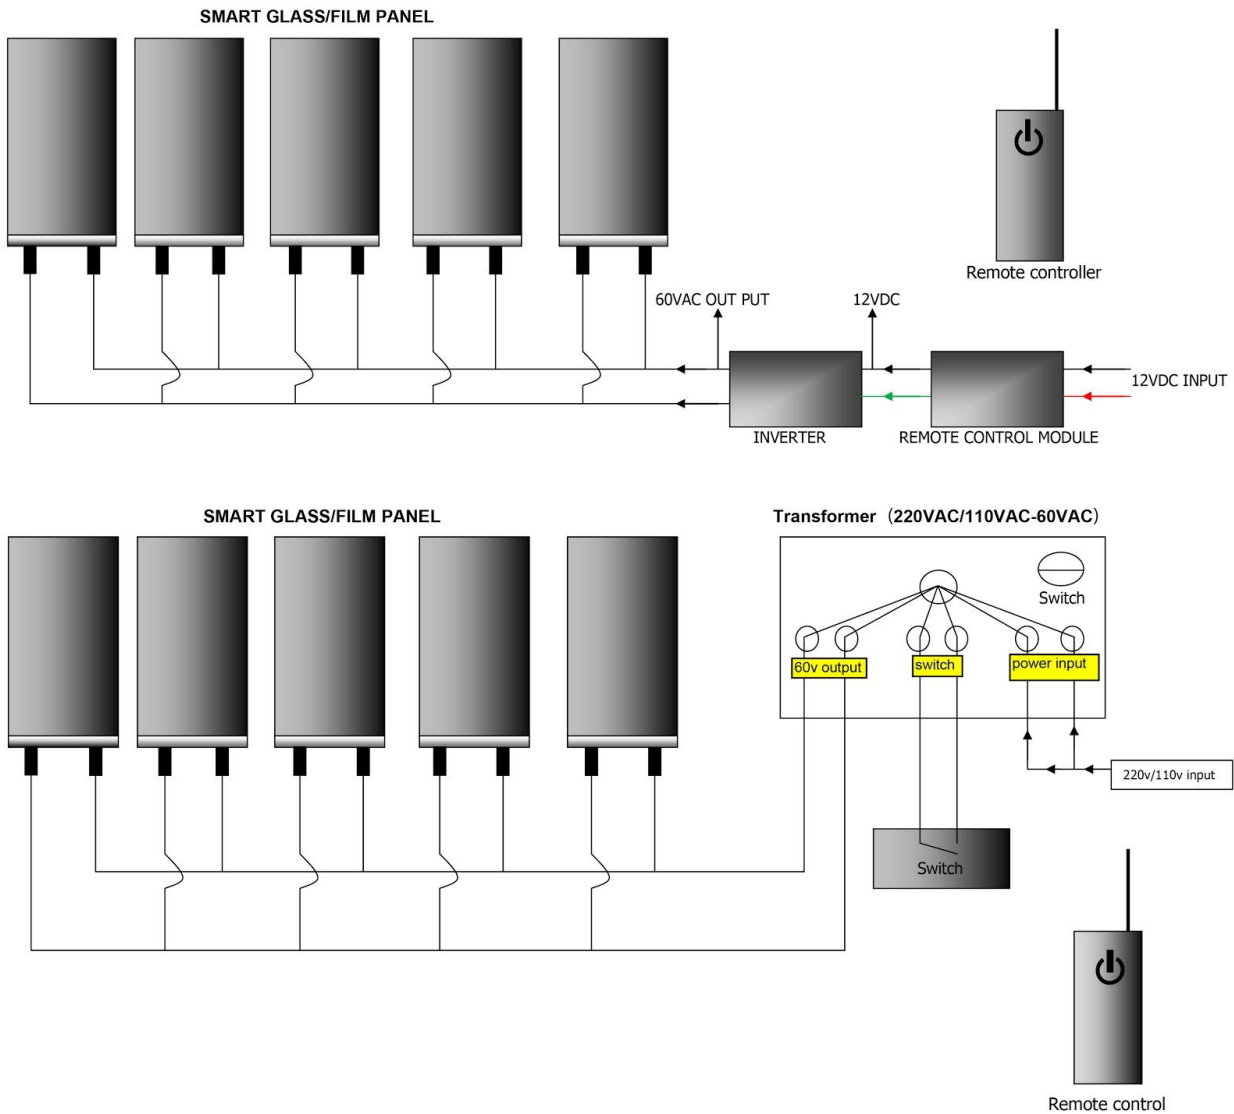 SMART GLASS/FILM PANEL
Remote controller
60VAC OUT PUT
12VDC
12VDC INPUT
INVERTER
REMOTE CONTROL MODULE
SMART GLASS/FILM PANEL
Transformer（220VAC/110VAC-60VAC）
Switch
60v output
switch
power input
220v/110v input
Switch
Remote control